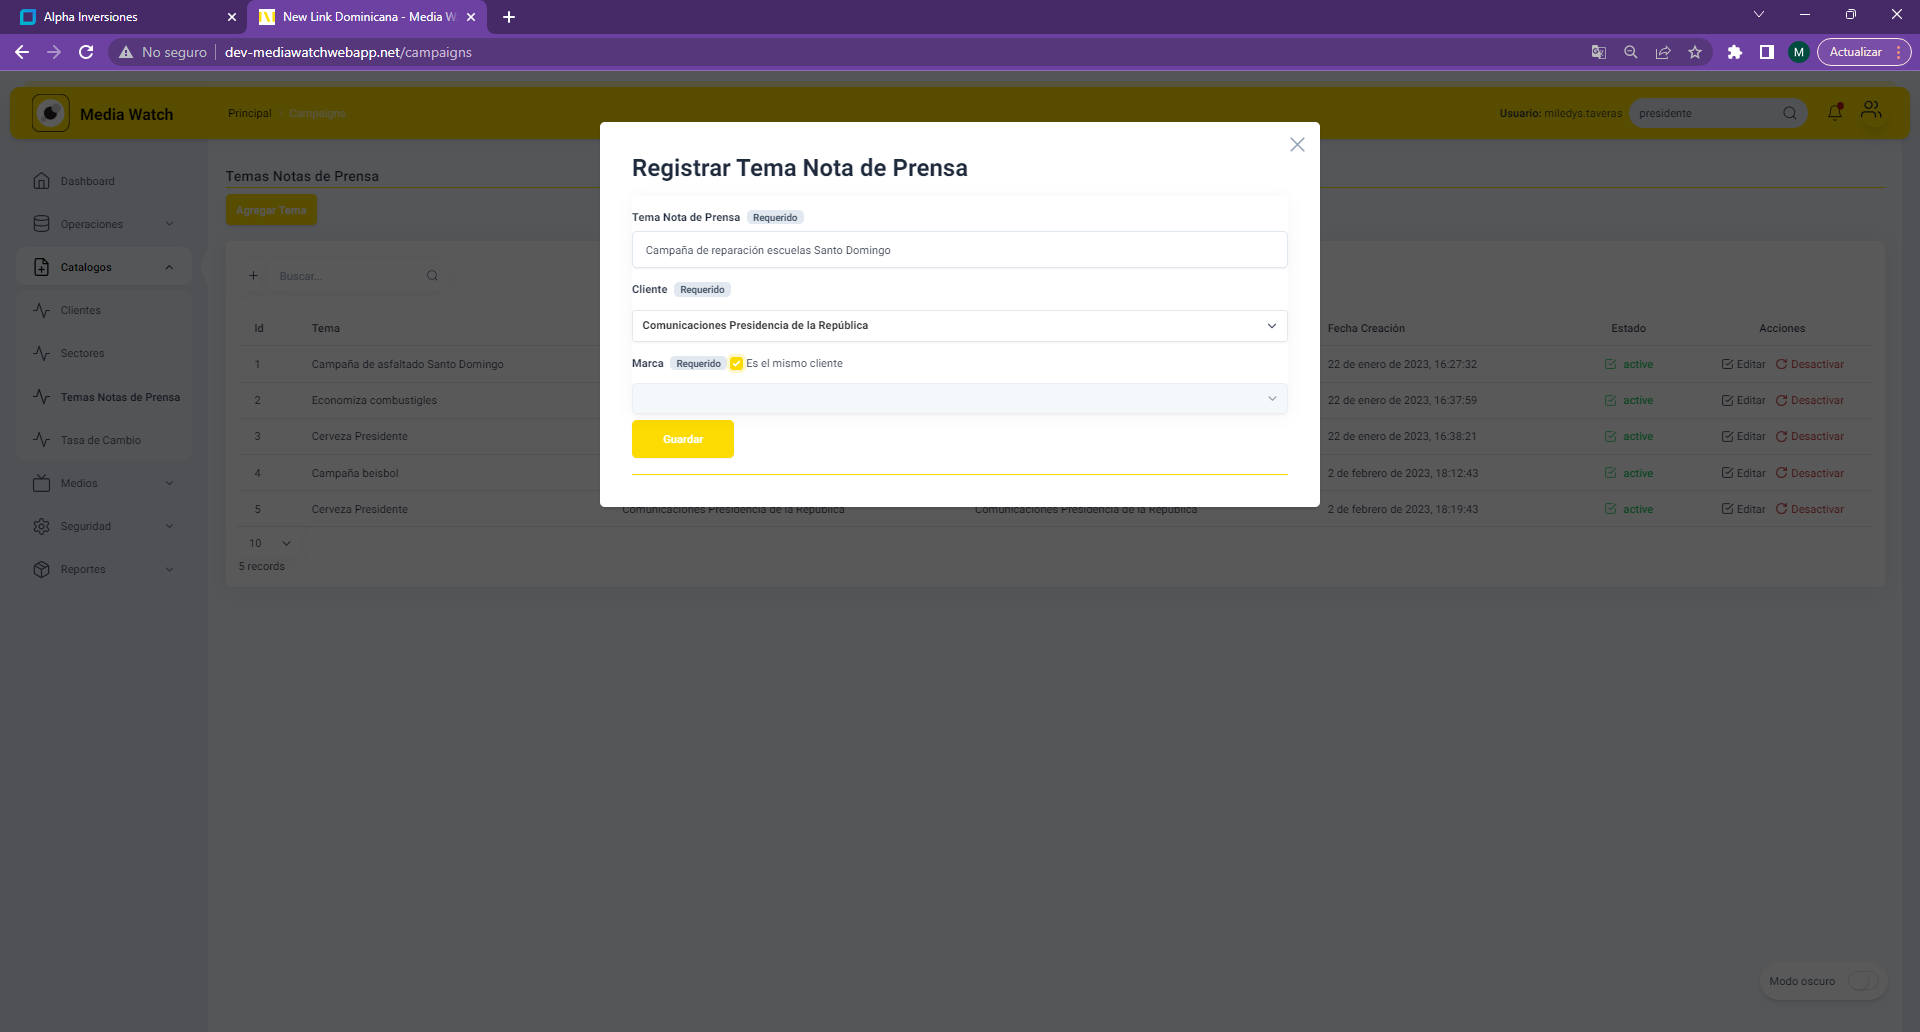 Alpha Inversiones
New Link Dominicana - Media W
No seguro
dev-mediawatchwebapp.net/campaigns
M
Actualizar
Media Watch
Principal
Campaigns
Usuario: miledys.taveras
presidente
Dashboard
Operaciones
Catalogos
Clientes
Sectores
Temas Notas de Prensa
Tasa de Cambio
Medios
Seguridad
Reportes
Temas Notas de Prensa
Agregar Tema
+ Buscar...
Id Tema Fecha Creación Estado Acciones
1 Campaña de asfaltado Santo Domingo 22 de enero de 2023, 16:27:32 active Editar Desactivar
2 Economiza combustigles 22 de enero de 2023, 16:37:59 active Editar Desactivar
3 Cerveza Presidente 22 de enero de 2023, 16:38:21 active Editar Desactivar
4 Campaña beisbol 2 de febrero de 2023, 18:12:43 active Editar Desactivar
5 Cerveza Presidente Comunicaciones Presidencia de la República Comunicaciones Presidencia de la República 2 de febrero de 2023, 18:19:43 active Editar Desactivar
10
5 records
Registrar Tema Nota de Prensa
Tema Nota de Prensa Requerido
Campaña de reparación escuelas Santo Domingo
Cliente Requerido
Comunicaciones Presidencia de la República
Marca Requerido Es el mismo cliente
Guardar
Modo oscuro